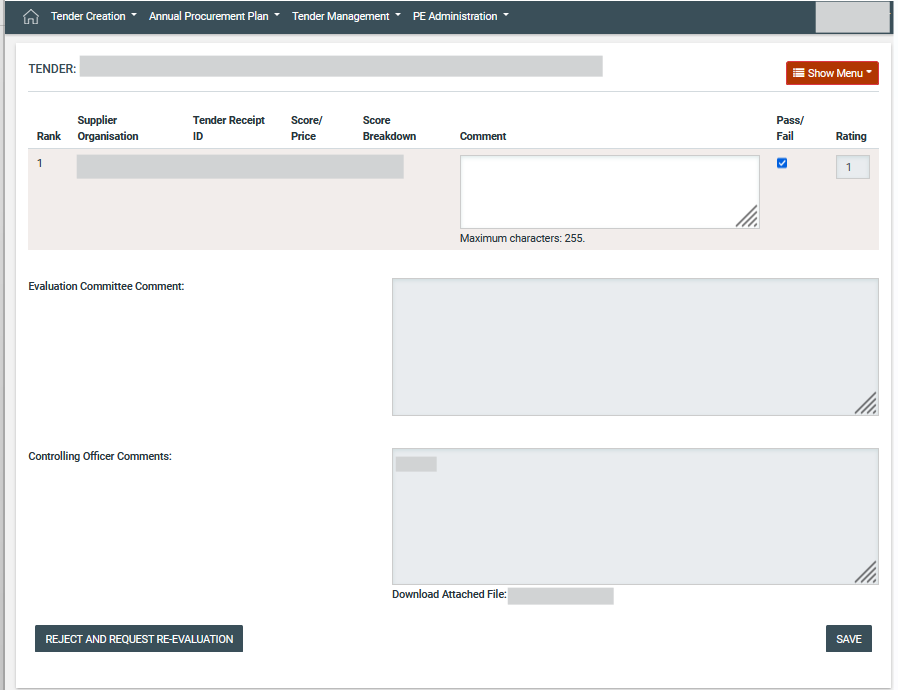 Tender Creation Annual Procurement Plan Tender Management PE Administration
TENDER:
Show Menu
Rank Supplier Organisation Tender Receipt ID Score/ Price Score Breakdown Comment Pass/ Fail Rating
1 1
Maximum characters: 255.
Evaluation Committee Comment:
Controlling Officer Comments:
Download Attached File:
REJECT AND REQUEST RE-EVALUATION SAVE